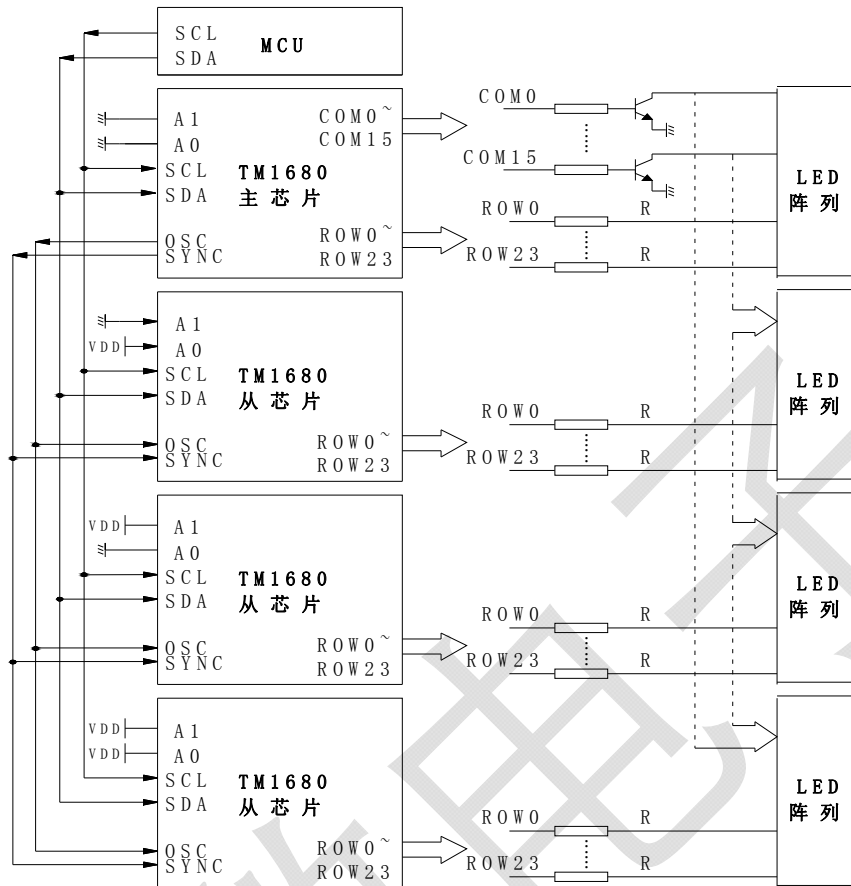 SCL
SDA
MCU
A1
A0
SCL
SDA
OSC
SYNC
TM1680
主芯片
COM0~
COM15
ROW0~
ROW23
COM0
COM15
ROW0
R
ROW23
R
LED
阵列
A1
VDD
A0
SCL
SDA
OSC
SYNC
TM1680
从芯片
ROW0~
ROW23
ROW0
R
ROW23
R
LED
阵列
VDD
A1
A0
SCL
SDA
OSC
SYNC
TM1680
从芯片
ROW0~
ROW23
ROW0
R
ROW23
R
LED
阵列
VDD
A1
VDD
A0
SCL
SDA
OSC
SYNC
TM1680
从芯片
ROW0~
ROW23
ROW0
R
ROW23
R
LED
阵列